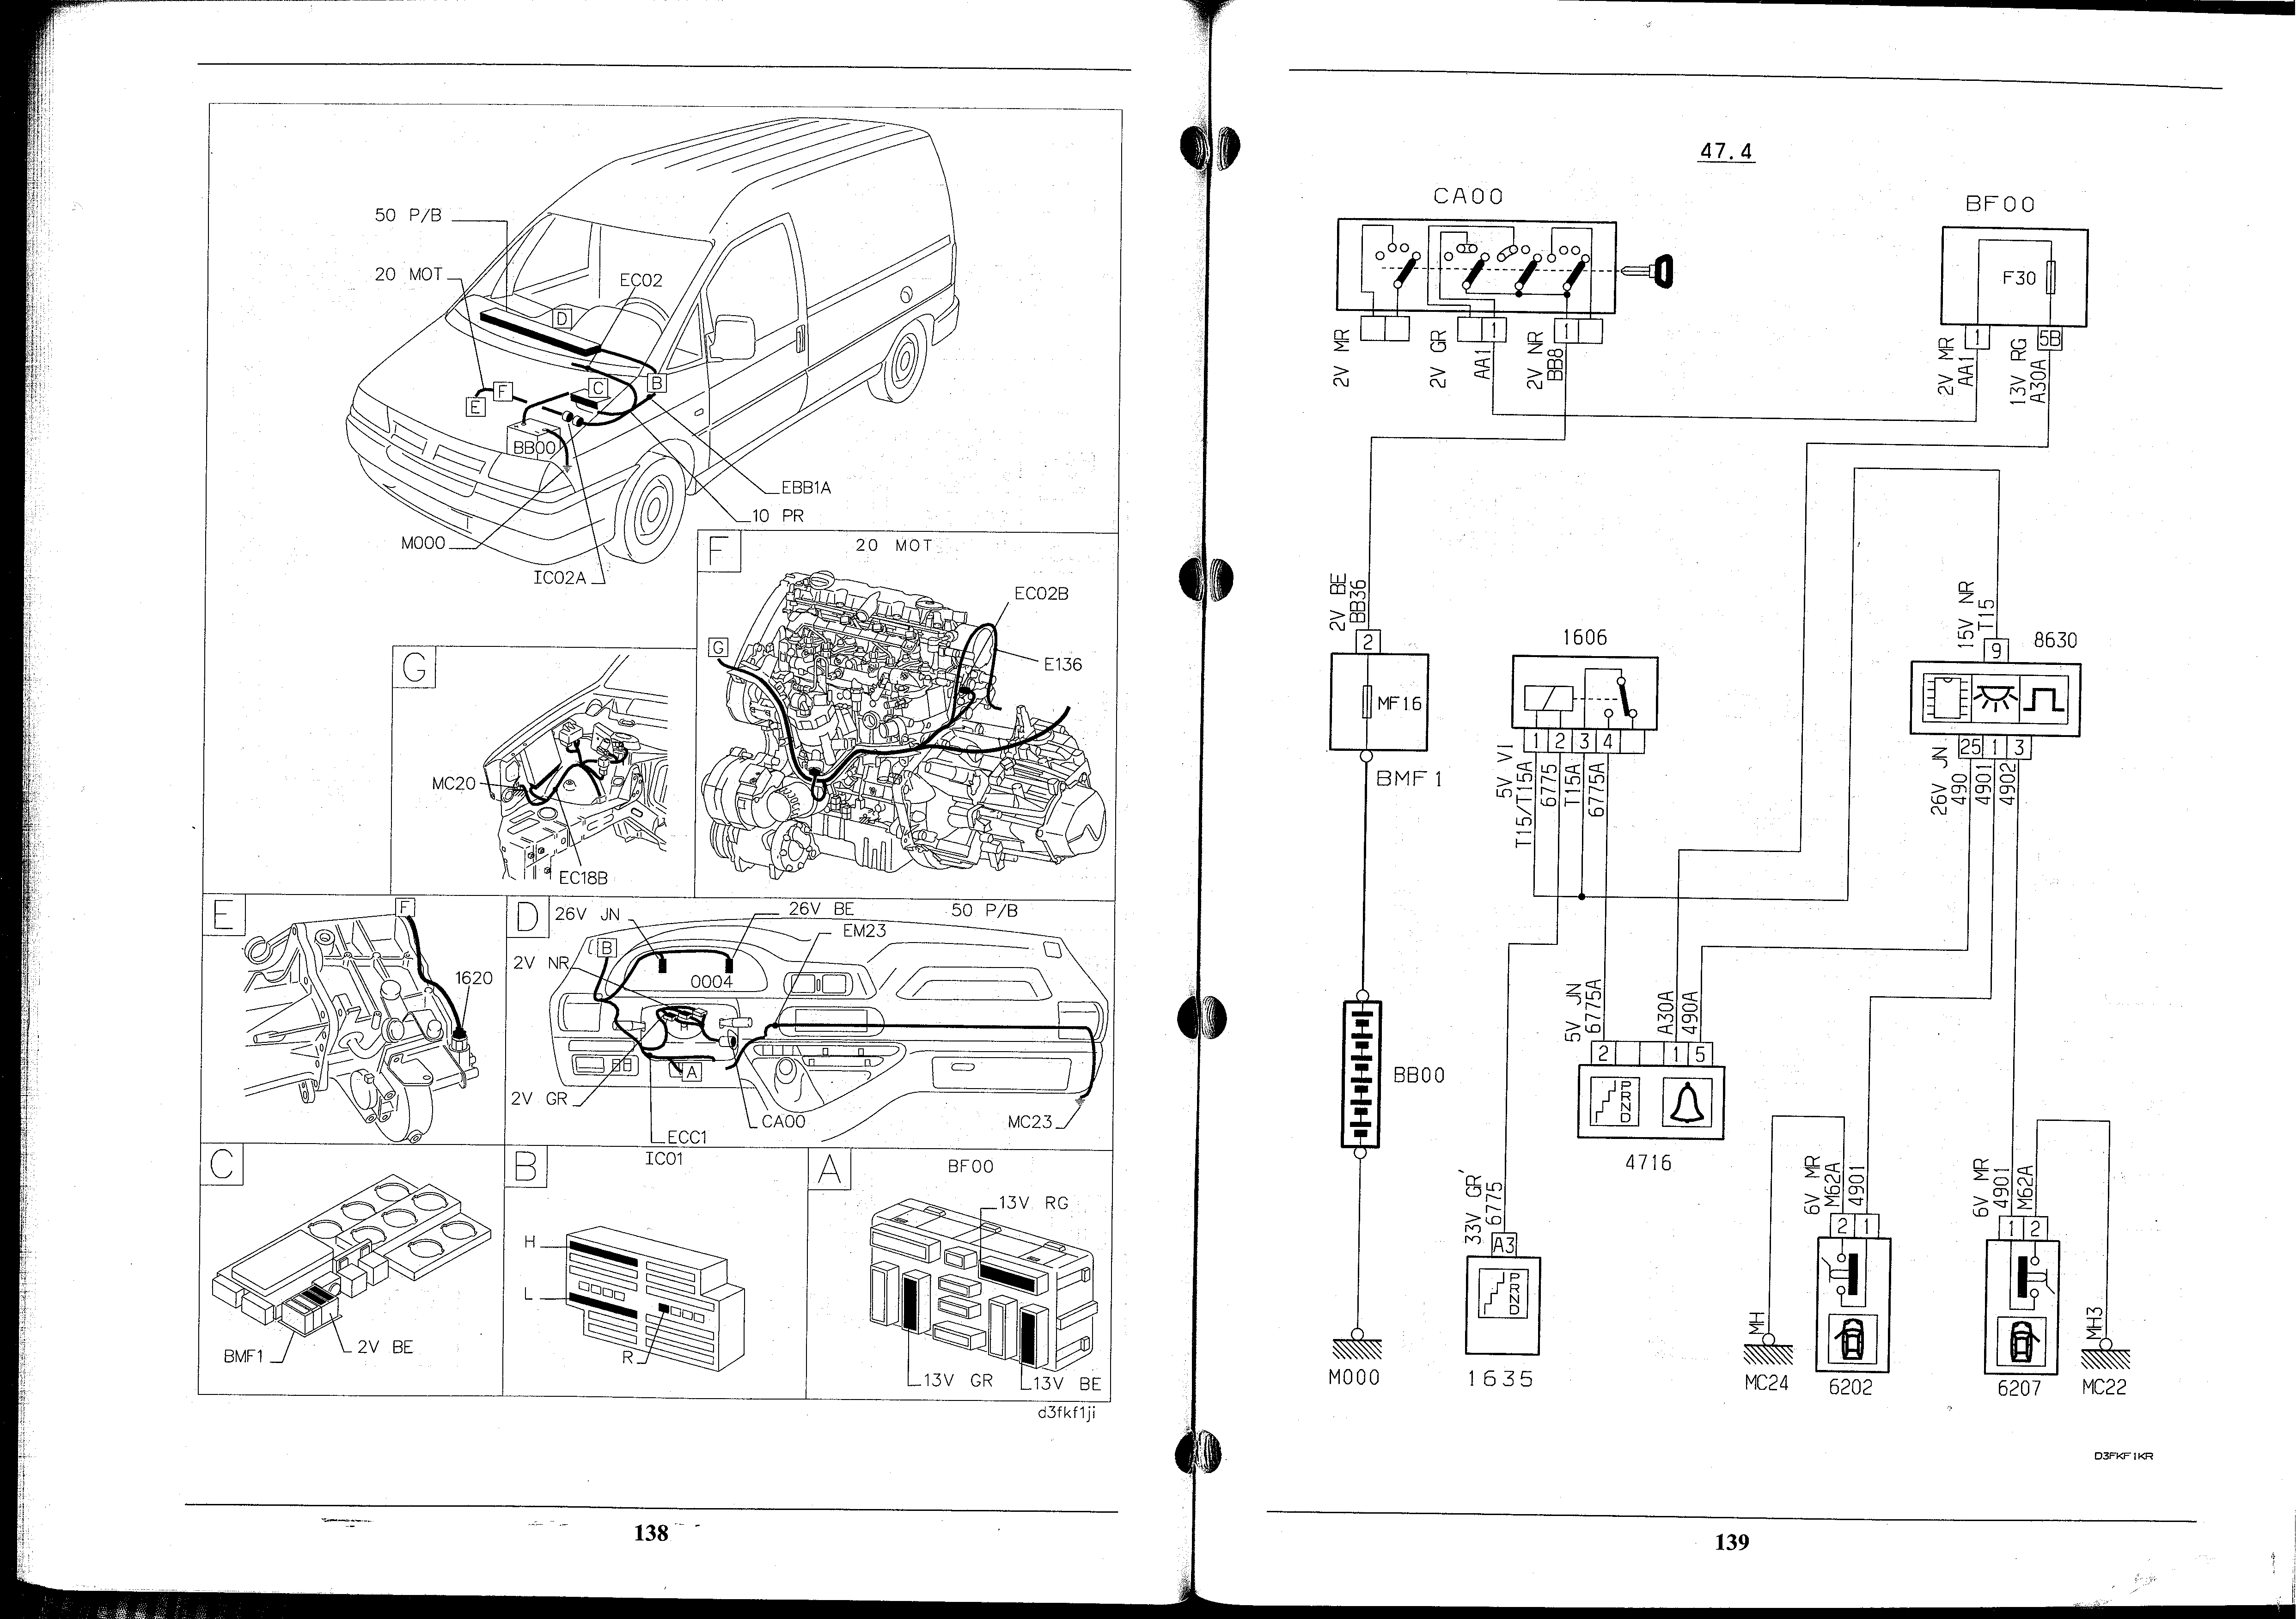 50 P/B
20 MOT
EC02
D
C
B
F
E
BB00
EBB1A
10 PR
M000
IC02A
F
20 MOT
EC02B
G
E136
G
MC20
EC18B
E
F
1620
D
26V JN
26V BE
50 P/B
EM23
B
2V NR
0004
A
2V GR
CA00
ECC1
MC23
C
BMF1
2V BE
B
IC01
H
L
R
A
BF00
13V RG
13V GR
13V BE
d3fkf1ji
138
47.4
CA00
BF00
F30
1
1
1
5B
2V MR
2V GR
AA1
2V NR
BB8
2V MR
AA1
13V RG
A30A
2V BE
BB36
2
MF16
BMF1
1606
1
2
3
4
5V VI
T15/T15A
6775
T15A
6775A
15V NR
T15
9
8630
25
1
3
26V JN
490
4901
4902
BB00
M000
5V JN
6775A
A30A
490A
2
1
5
PRND
4716
33V GR
6775
A3
PRND
1635
6V MR
M62A
4901
2
1
MH
MC24
6202
6V MR
4901
M62A
1
2
MH3
6207
MC22
D3FKF1KR
139